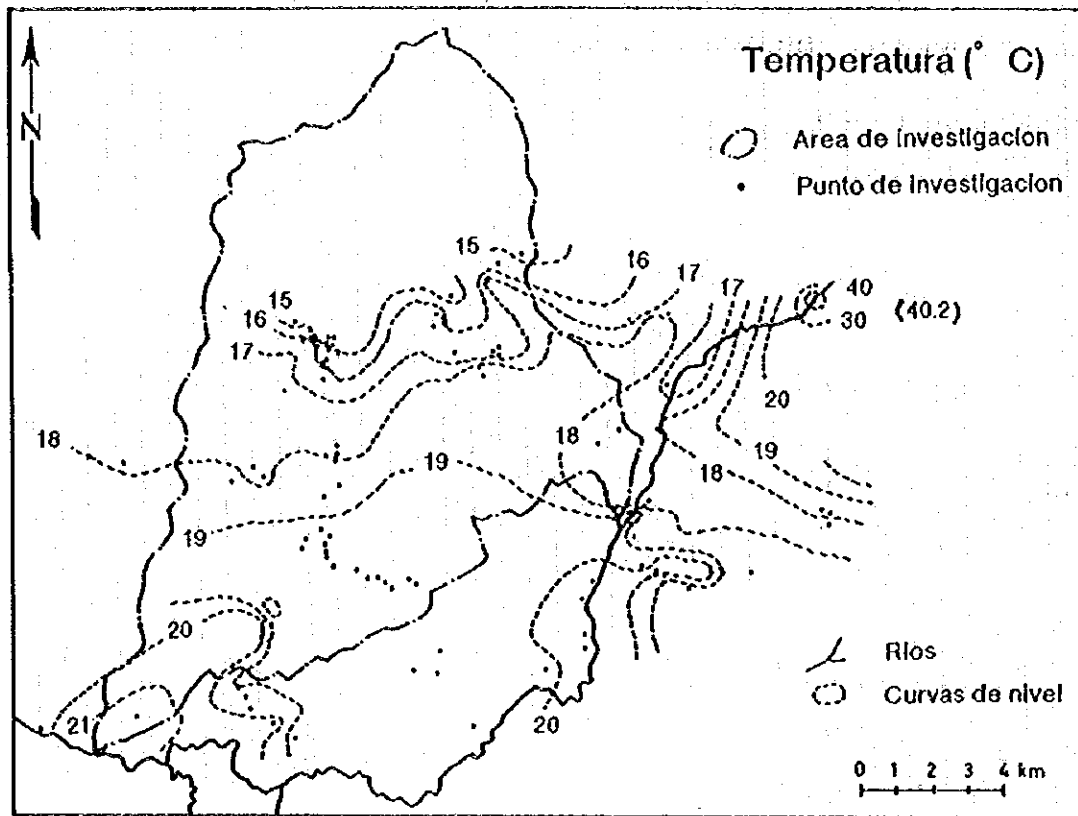 Temperatura (° C)
N
Area de investigacion
Punto de investigacion
15
16
17
17
40
30
(40.2)
15
16
17
20
18
18
19
19
18
19
20
21
20
Rios
Curvas de nivel
0 1 2 3 4 km